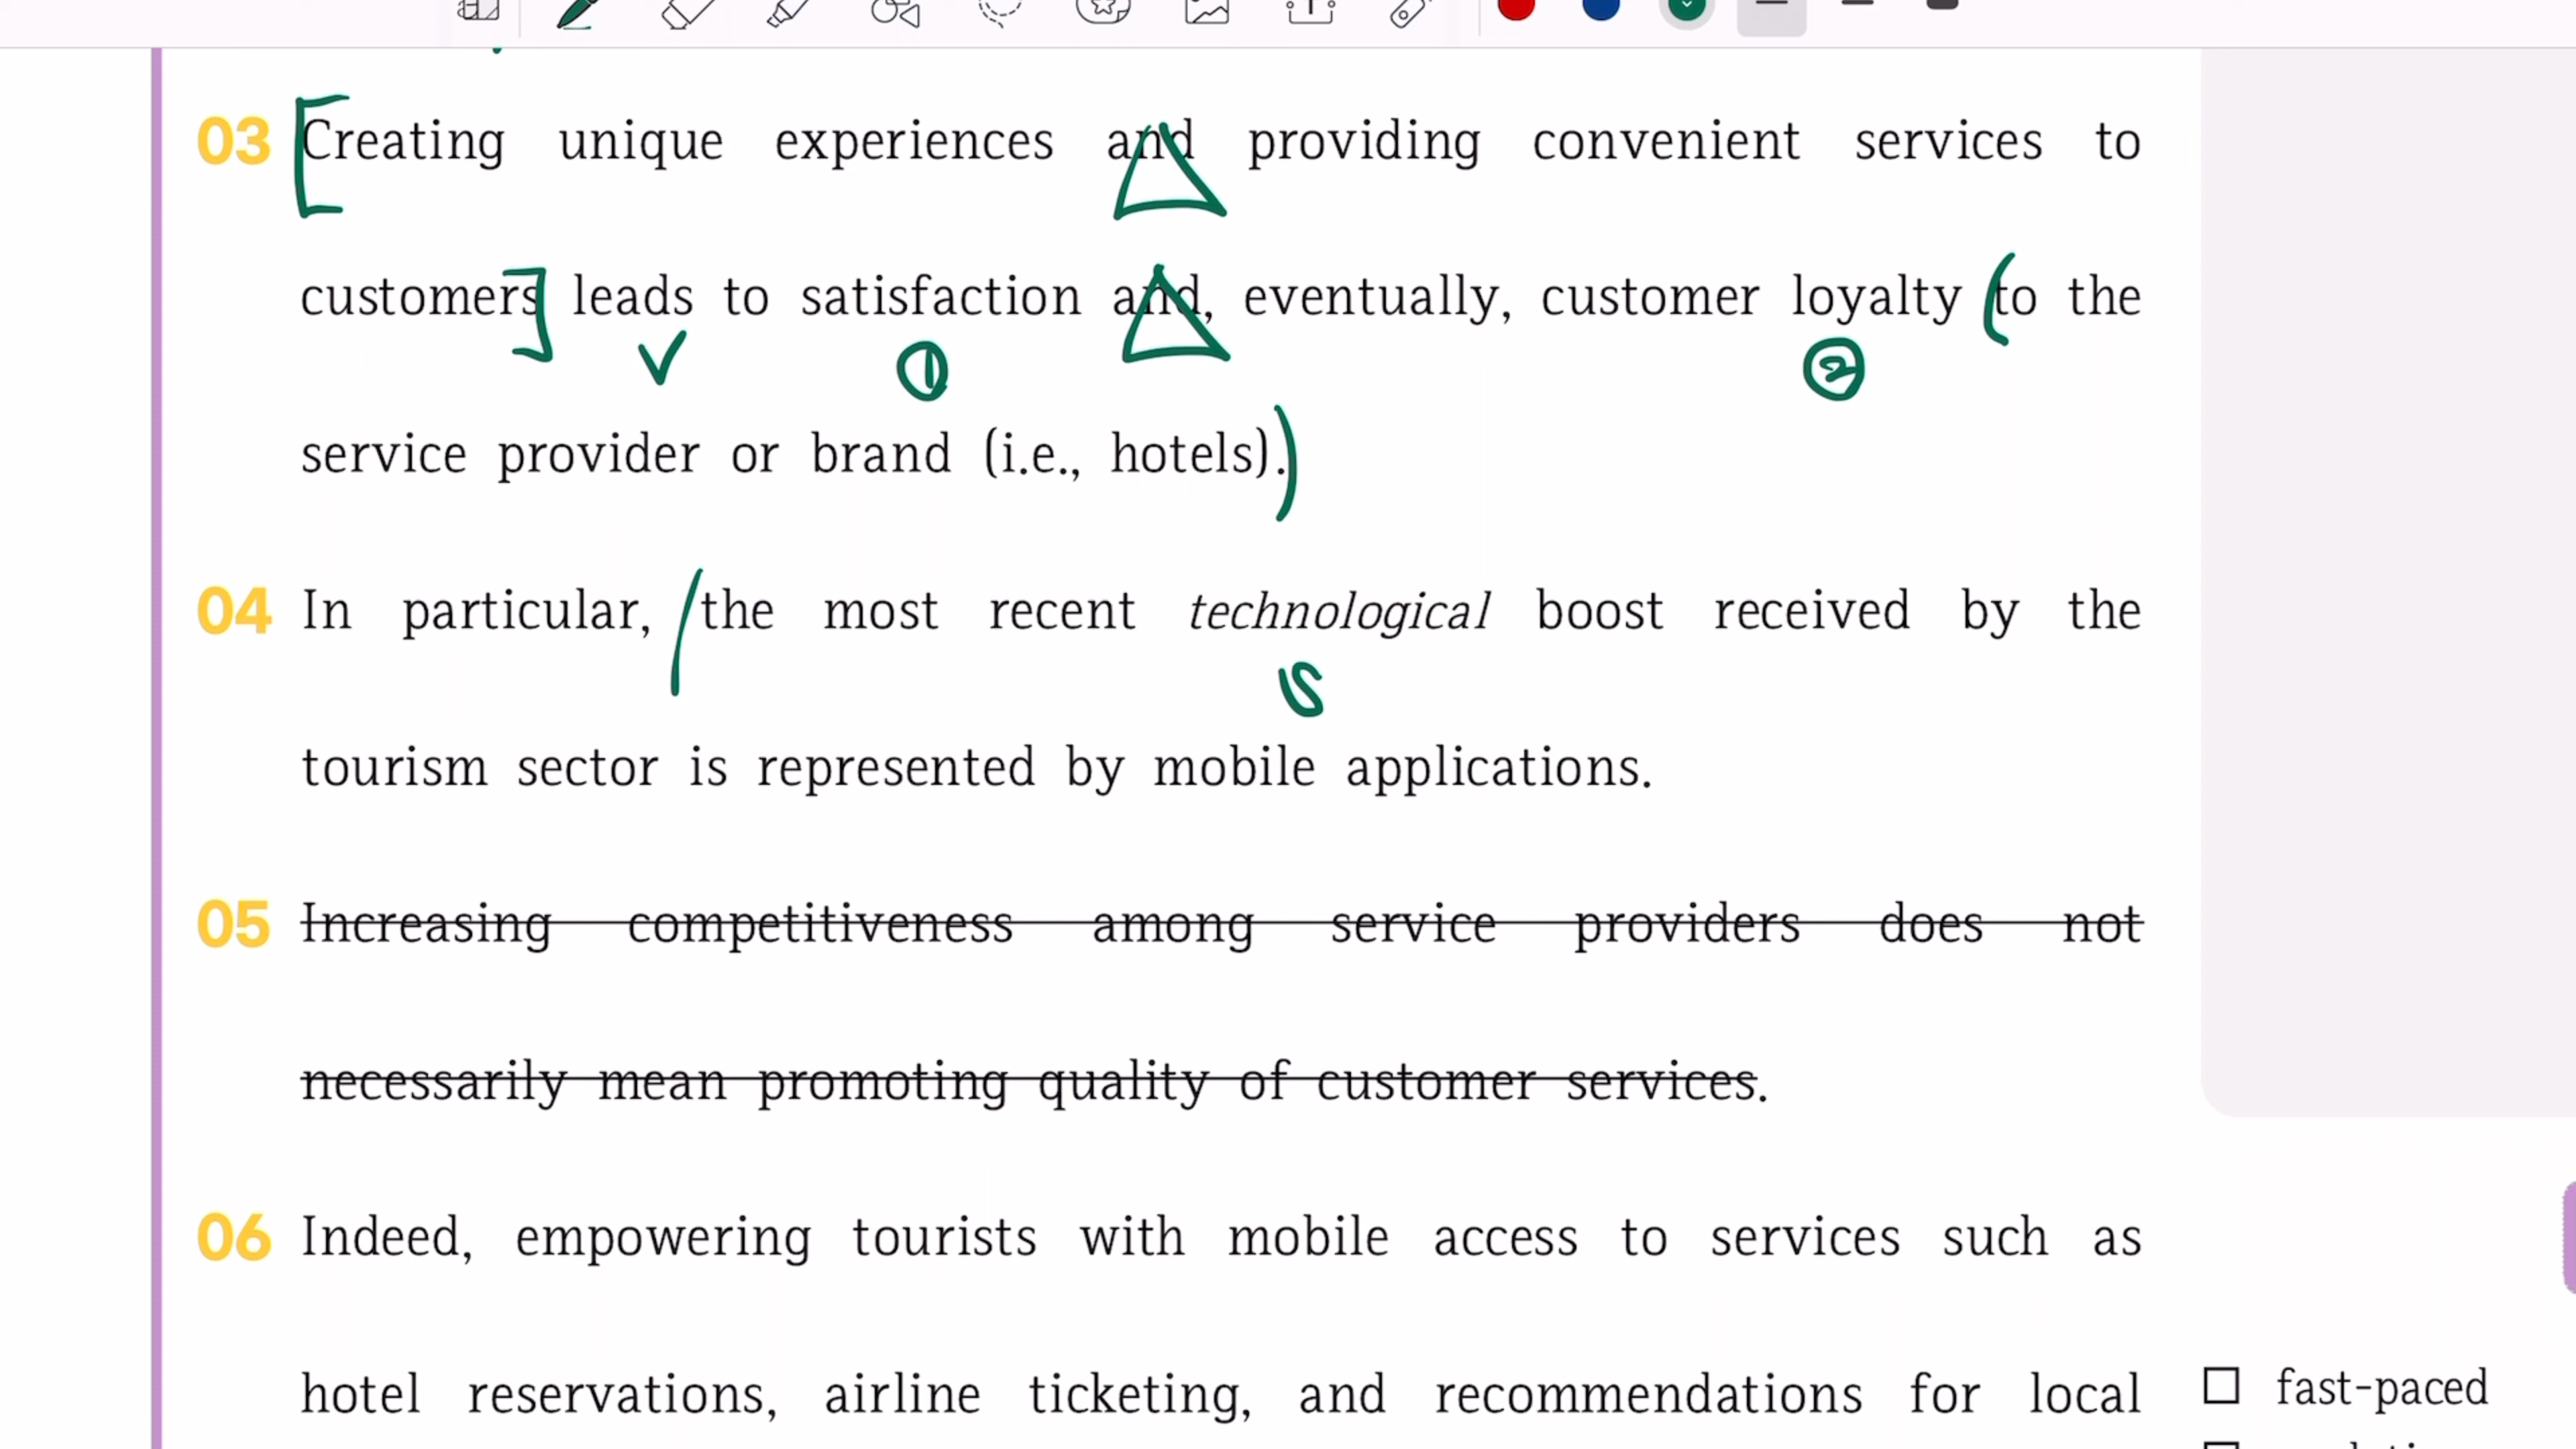 03 Creating unique experiences and providing convenient services to
customers leads to satisfaction and, eventually, customer loyalty to the
V ① ②
service provider or brand (i.e., hotels).
04 In particular, the most recent technological boost received by the
S
tourism sector is represented by mobile applications.
05 Increasing competitiveness among service providers does not
necessarily mean promoting quality of customer services.
06 Indeed, empowering tourists with mobile access to services such as
hotel reservations, airline ticketing, and recommendations for local
☐ fast-paced